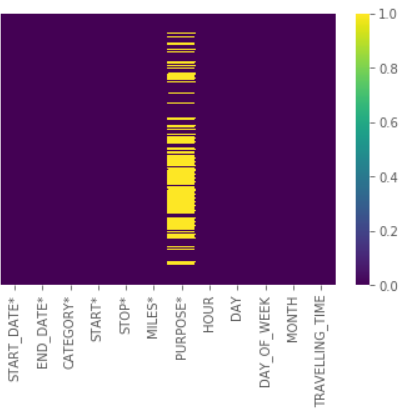 1.0
0.8
0.6
0.4
0.2
0.0
START_DATE*
END_DATE*
CATEGORY*
START*
STOP*
MILES*
PURPOSE*
HOUR
DAY
DAY_OF_WEEK
MONTH
TRAVELLING_TIME